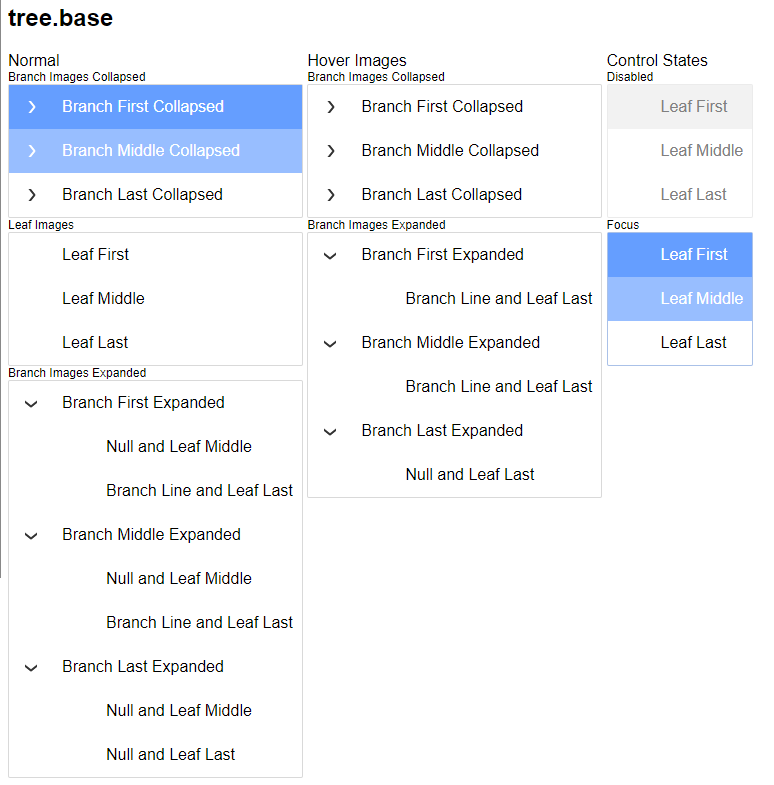 tree.base
Normal
Branch Images Collapsed
Branch First Collapsed
Branch Middle Collapsed
Branch Last Collapsed
Leaf Images
Leaf First
Leaf Middle
Leaf Last
Branch Images Expanded
Branch First Expanded
Null and Leaf Middle
Branch Line and Leaf Last
Branch Middle Expanded
Null and Leaf Middle
Branch Line and Leaf Last
Branch Last Expanded
Null and Leaf Middle
Null and Leaf Last
Hover Images
Branch Images Collapsed
Branch First Collapsed
Branch Middle Collapsed
Branch Last Collapsed
Branch Images Expanded
Branch First Expanded
Branch Line and Leaf Last
Branch Middle Expanded
Branch Line and Leaf Last
Branch Last Expanded
Null and Leaf Last
Control States
Disabled
Leaf First
Leaf Middle
Leaf Last
Focus
Leaf First
Leaf Middle
Leaf Last